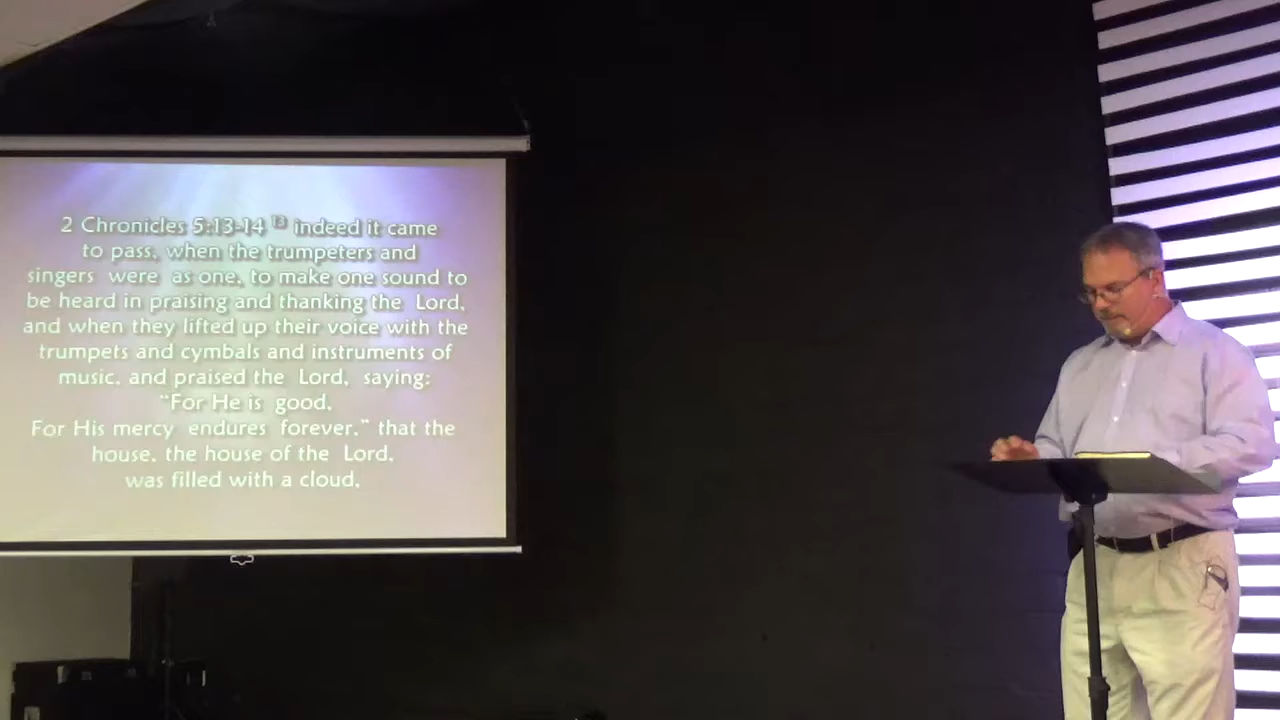 2 Chronicles 5:13-14 13 indeed it came
to pass, when the trumpeters and
singers were as one, to make one sound to
be heard in praising and thanking the Lord,
and when they lifted up their voice with the
trumpets and cymbals and instruments of
music, and praised the Lord, saying:
“For He is good,
For His mercy endures forever,” that the
house, the house of the Lord,
was filled with a cloud,